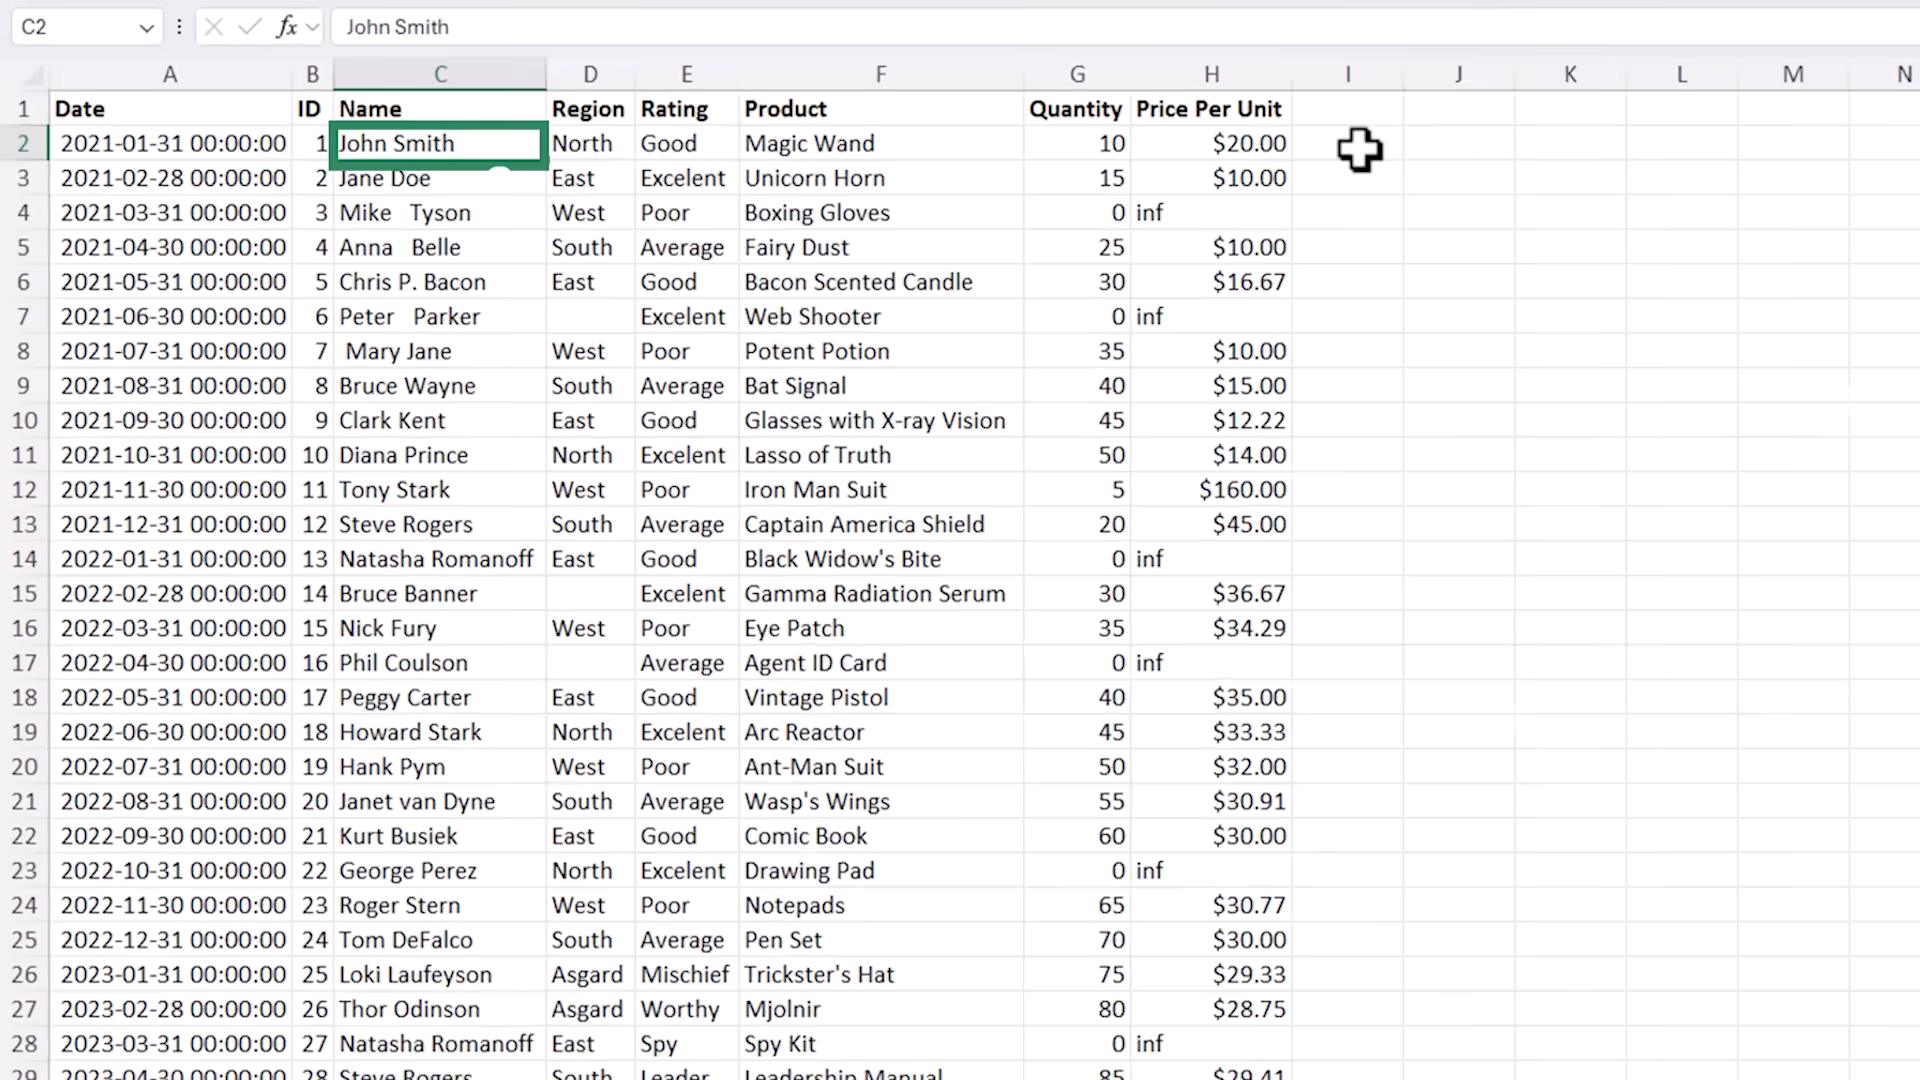 C2 fx John Smith
A B C D E F G H I J K L M N
1 Date ID Name Region Rating Product Quantity Price Per Unit
2 2021-01-31 00:00:00 1 John Smith North Good Magic Wand 10 $20.00
3 2021-02-28 00:00:00 2 Jane Doe East Excelent Unicorn Horn 15 $10.00
4 2021-03-31 00:00:00 3 Mike   Tyson West Poor Boxing Gloves 0 inf
5 2021-04-30 00:00:00 4 Anna   Belle South Average Fairy Dust 25 $10.00
6 2021-05-31 00:00:00 5 Chris P. Bacon East Good Bacon Scented Candle 30 $16.67
7 2021-06-30 00:00:00 6 Peter   Parker Excelent Web Shooter 0 inf
8 2021-07-31 00:00:00 7 Mary Jane West Poor Potent Potion 35 $10.00
9 2021-08-31 00:00:00 8 Bruce Wayne South Average Bat Signal 40 $15.00
10 2021-09-30 00:00:00 9 Clark Kent East Good Glasses with X-ray Vision 45 $12.22
11 2021-10-31 00:00:00 10 Diana Prince North Excelent Lasso of Truth 50 $14.00
12 2021-11-30 00:00:00 11 Tony Stark West Poor Iron Man Suit 5 $160.00
13 2021-12-31 00:00:00 12 Steve Rogers South Average Captain America Shield 20 $45.00
14 2022-01-31 00:00:00 13 Natasha Romanoff East Good Black Widow's Bite 0 inf
15 2022-02-28 00:00:00 14 Bruce Banner Excelent Gamma Radiation Serum 30 $36.67
16 2022-03-31 00:00:00 15 Nick Fury West Poor Eye Patch 35 $34.29
17 2022-04-30 00:00:00 16 Phil Coulson Average Agent ID Card 0 inf
18 2022-05-31 00:00:00 17 Peggy Carter East Good Vintage Pistol 40 $35.00
19 2022-06-30 00:00:00 18 Howard Stark North Excelent Arc Reactor 45 $33.33
20 2022-07-31 00:00:00 19 Hank Pym West Poor Ant-Man Suit 50 $32.00
21 2022-08-31 00:00:00 20 Janet van Dyne South Average Wasp's Wings 55 $30.91
22 2022-09-30 00:00:00 21 Kurt Busiek East Good Comic Book 60 $30.00
23 2022-10-31 00:00:00 22 George Perez North Excelent Drawing Pad 0 inf
24 2022-11-30 00:00:00 23 Roger Stern West Poor Notepads 65 $30.77
25 2022-12-31 00:00:00 24 Tom DeFalco South Average Pen Set 70 $30.00
26 2023-01-31 00:00:00 25 Loki Laufeyson Asgard Mischief Trickster's Hat 75 $29.33
27 2023-02-28 00:00:00 26 Thor Odinson Asgard Worthy Mjolnir 80 $28.75
28 2023-03-31 00:00:00 27 Natasha Romanoff East Spy Spy Kit 0 inf
29 2023-04-30 00:00:00 28 Steve Rogers South Leader Leadership Manual 85 $29.41